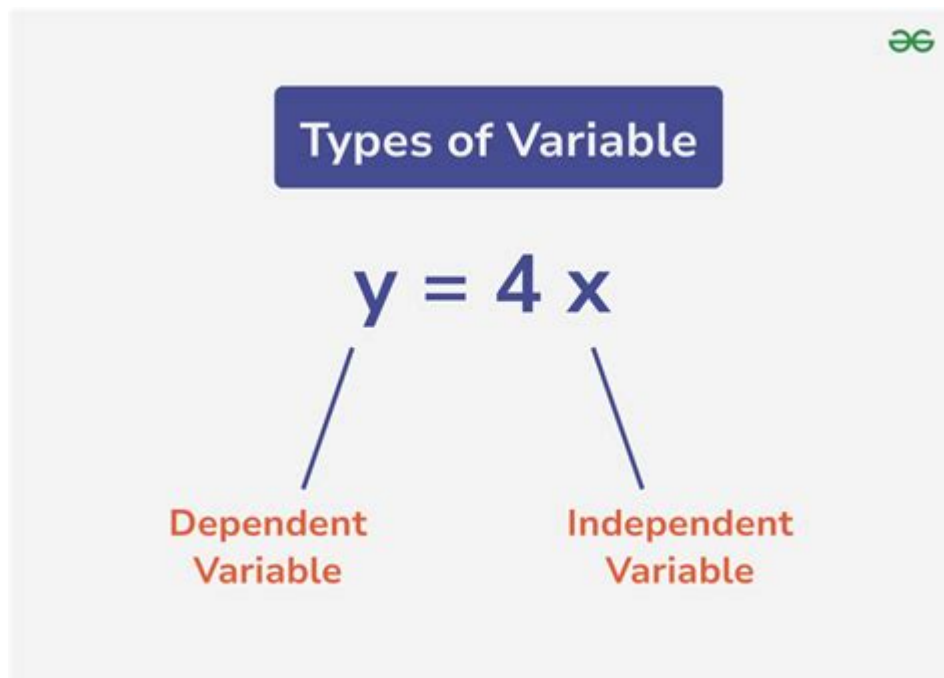 Types of Variable
y = 4 x
Dependent
Variable
Independent
Variable